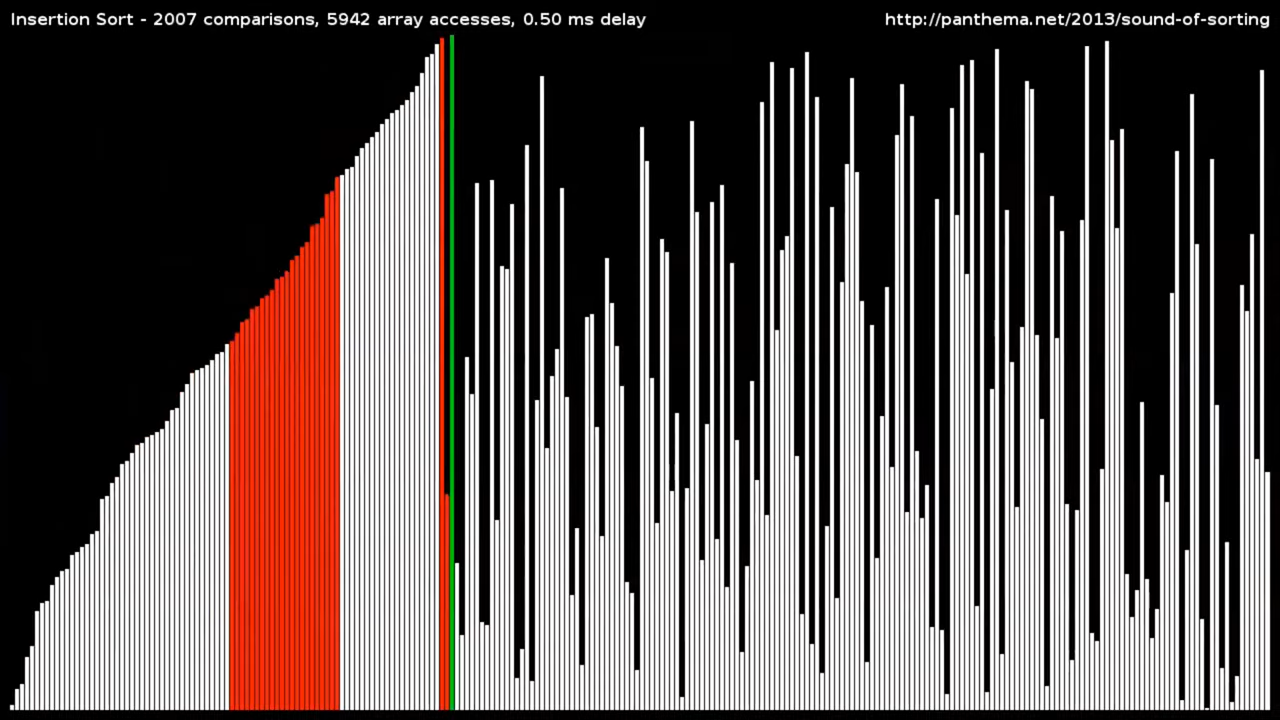 Insertion Sort - 2007 comparisons, 5942 array accesses, 0.50 ms delay
http://panthema.net/2013/sound-of-sorting